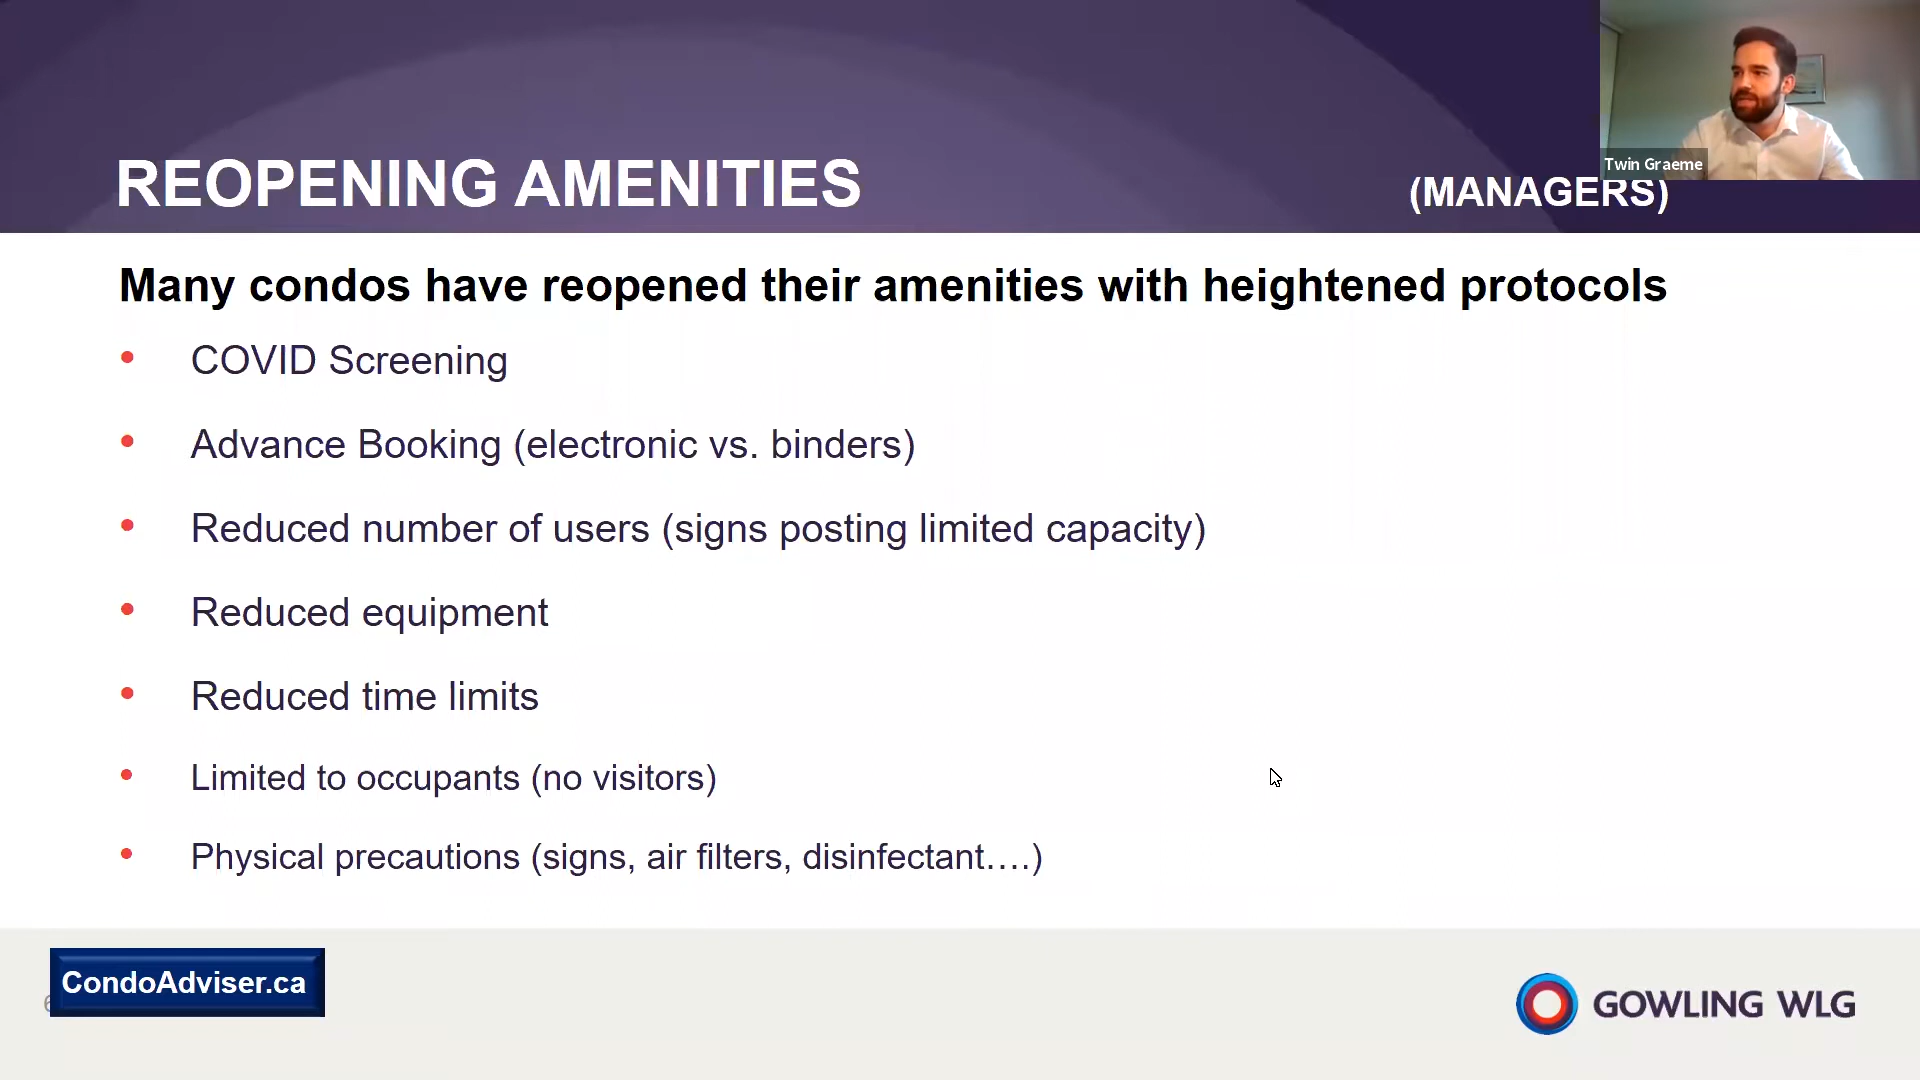 REOPENING AMENITIES
(MANAGERS)
Twin Graeme
Many condos have reopened their amenities with heightened protocols
• COVID Screening
• Advance Booking (electronic vs. binders)
• Reduced number of users (signs posting limited capacity)
• Reduced equipment
• Reduced time limits
• Limited to occupants (no visitors)
• Physical precautions (signs, air filters, disinfectant….)
CondoAdviser.ca
GOWLING WLG